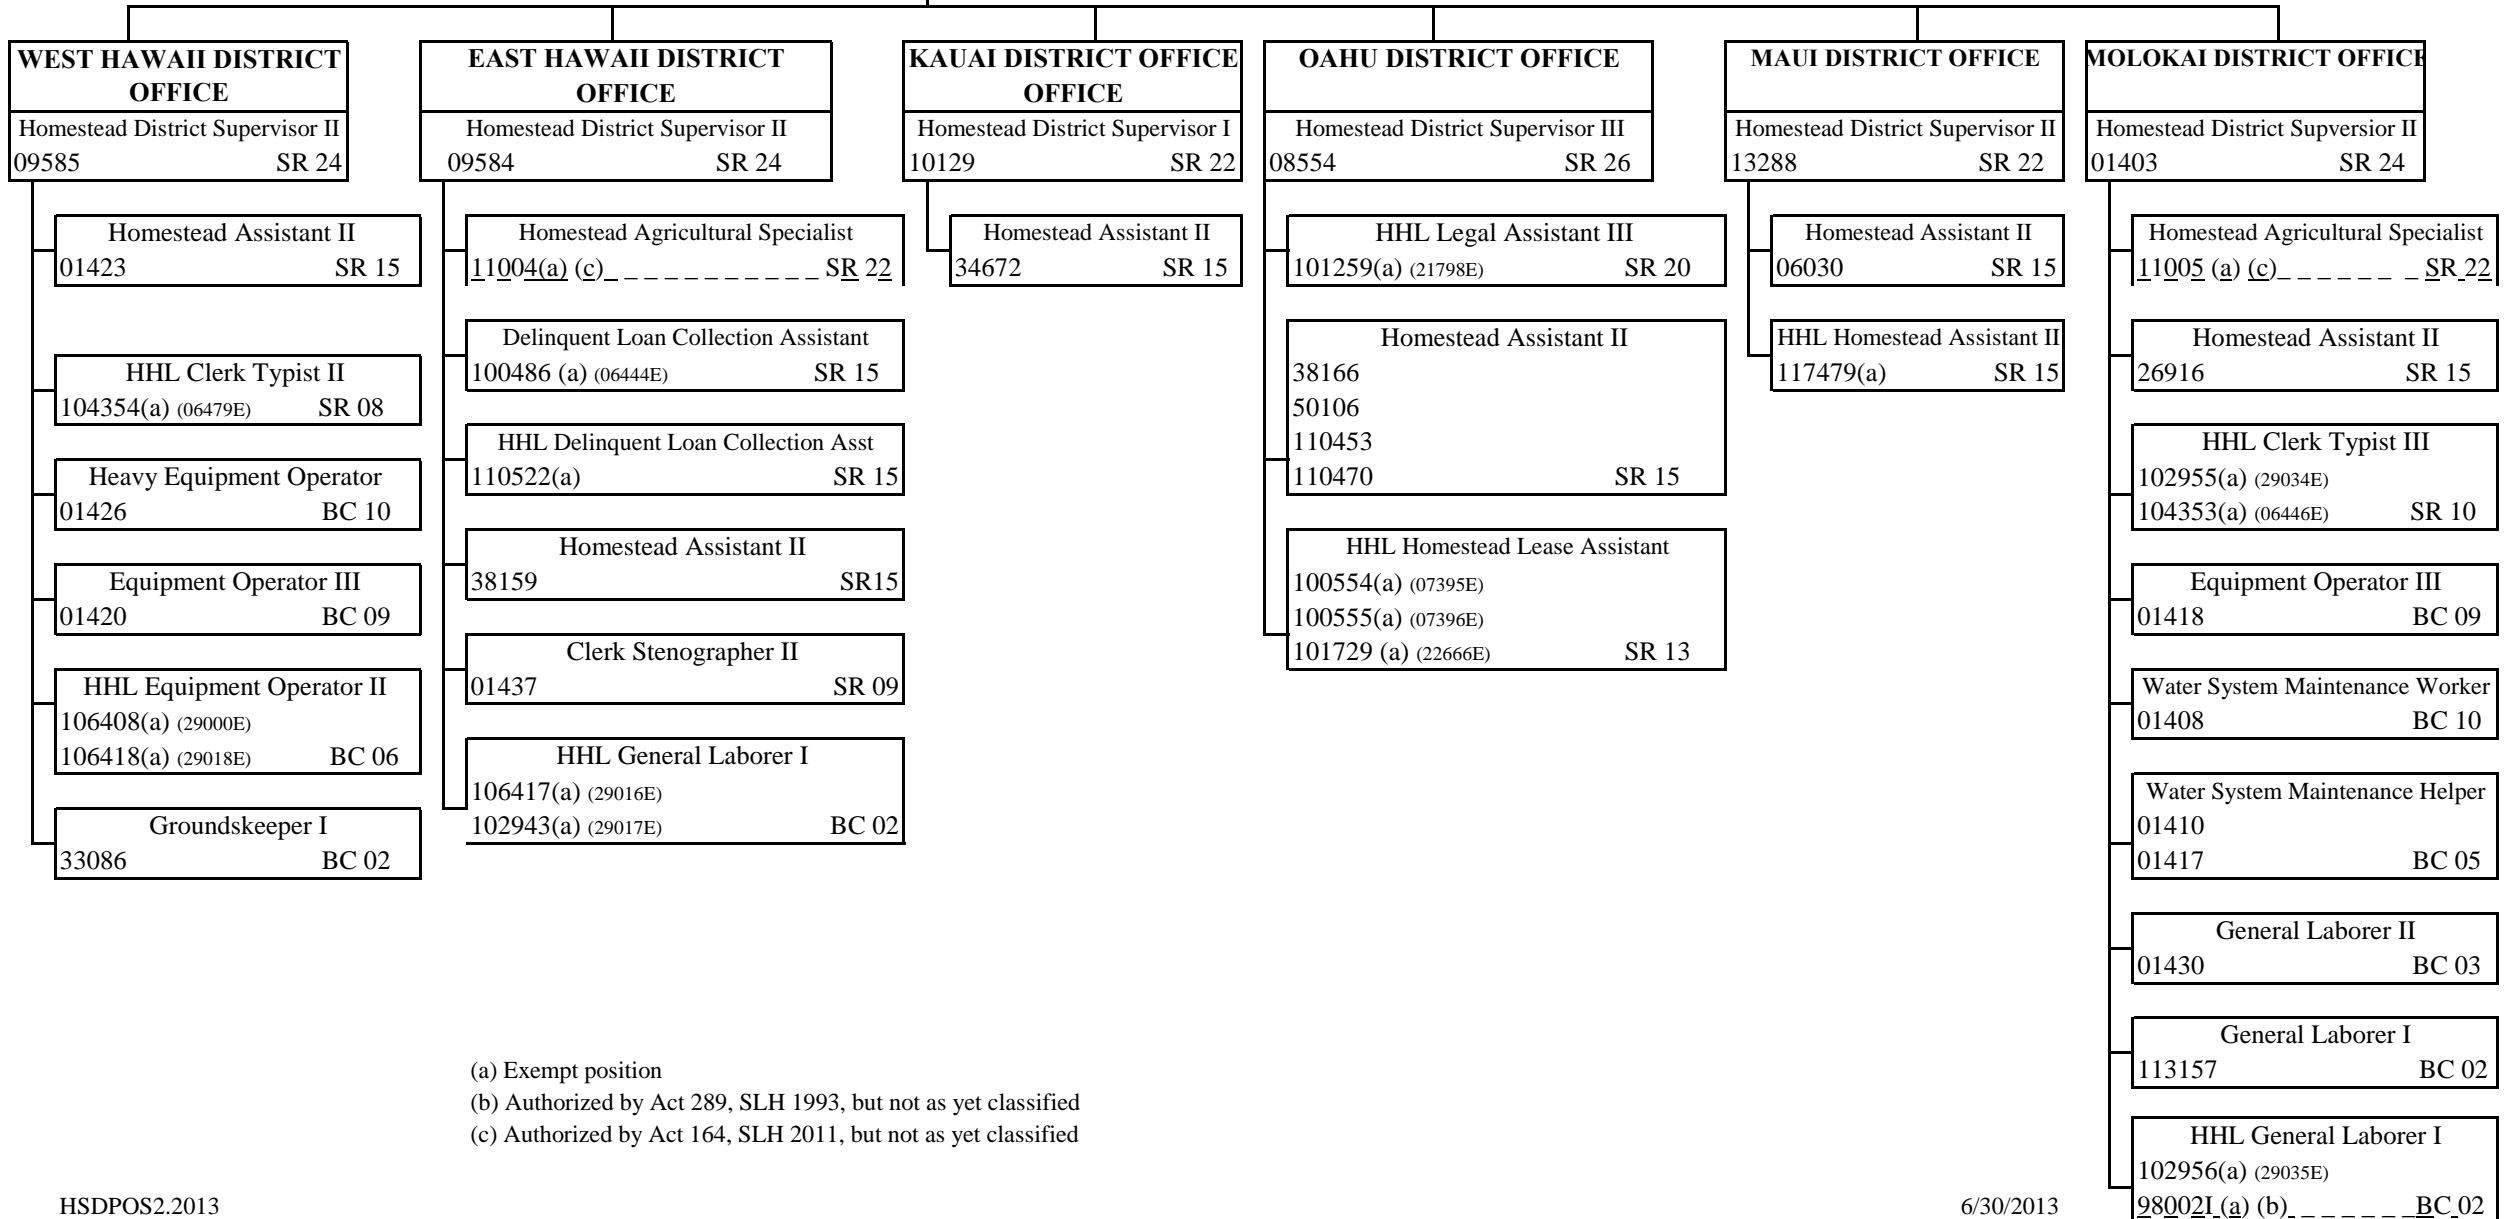 WEST HAWAII DISTRICT
OFFICE
Homestead District Supervisor II
09585 SR 24
Homestead Assistant II
01423 SR 15
HHL Clerk Typist II
104354(a) (06479E) SR 08
Heavy Equipment Operator
01426 BC 10
Equipment Operator III
01420 BC 09
HHL Equipment Operator II
106408(a) (29000E)
106418(a) (29018E) BC 06
Groundskeeper I
33086 BC 02
EAST HAWAII DISTRICT
OFFICE
Homestead District Supervisor II
09584 SR 24
Homestead Agricultural Specialist
11004(a) (c)_ _ _ _ _ _ _ _ _ _ _ SR 22
Delinquent Loan Collection Assistant
100486 (a) (06444E) SR 15
HHL Delinquent Loan Collection Asst
110522(a) SR 15
Homestead Assistant II
38159 SR15
Clerk Stenographer II
01437 SR 09
HHL General Laborer I
106417(a) (29016E)
102943(a) (29017E) BC 02
KAUAI DISTRICT OFFICE
OFFICE
Homestead District Supervisor I
10129 SR 22
Homestead Assistant II
34672 SR 15
OAHU DISTRICT OFFICE
Homestead District Supervisor III
08554 SR 26
HHL Legal Assistant III
101259(a) (21798E) SR 20
Homestead Assistant II
38166
50106
110453
110470 SR 15
HHL Homestead Lease Assistant
100554(a) (07395E)
100555(a) (07396E)
101729 (a) (22666E) SR 13
MAUI DISTRICT OFFICE
Homestead District Supervisor II
13288 SR 22
Homestead Assistant II
06030 SR 15
HHL Homestead Assistant II
117479(a) SR 15
MOLOKAI DISTRICT OFFICE
Homestead District Supversior II
01403 SR 24
Homestead Agricultural Specialist
11005 (a) (c)_ _ _ _ _ _ _ SR 22
Homestead Assistant II
26916 SR 15
HHL Clerk Typist III
102955(a) (29034E)
104353(a) (06446E) SR 10
Equipment Operator III
01418 BC 09
Water System Maintenance Worker
01408 BC 10
Water System Maintenance Helper
01410
01417 BC 05
General Laborer II
01430 BC 03
General Laborer I
113157 BC 02
HHL General Laborer I
102956(a) (29035E)
98002I (a) (b)_ _ _ _ _ _ _BC 02
(a) Exempt position
(b) Authorized by Act 289, SLH 1993, but not as yet classified
(c) Authorized by Act 164, SLH 2011, but not as yet classified
HSDPOS2.2013 6/30/2013